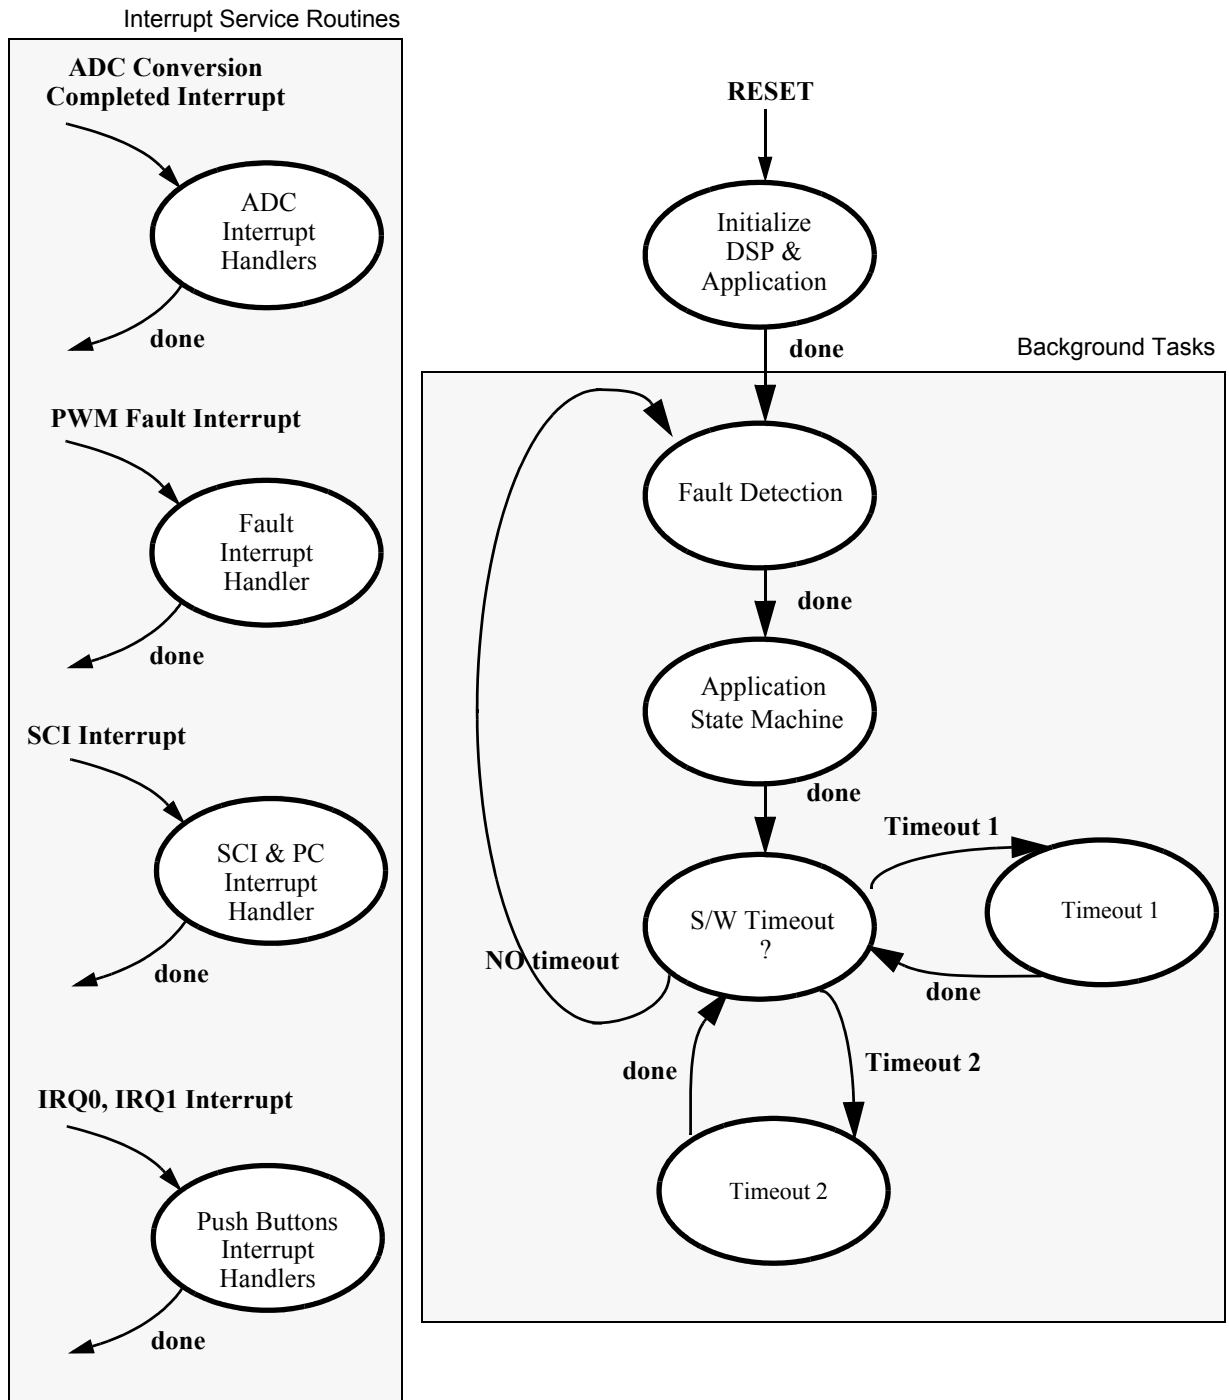 Interrupt Service Routines
ADC Conversion
Completed Interrupt
ADC
Interrupt
Handlers
done
PWM Fault Interrupt
Fault
Interrupt
Handler
done
SCI Interrupt
SCI & PC
Interrupt
Handler
done
IRQ0, IRQ1 Interrupt
Push Buttons
Interrupt
Handlers
done
RESET
Initialize
DSP &
Application
done
Background Tasks
Fault Detection
done
Application
State Machine
done
S/W Timeout
?
NO timeout
Timeout 1
Timeout 1
done
Timeout 2
done
Timeout 2